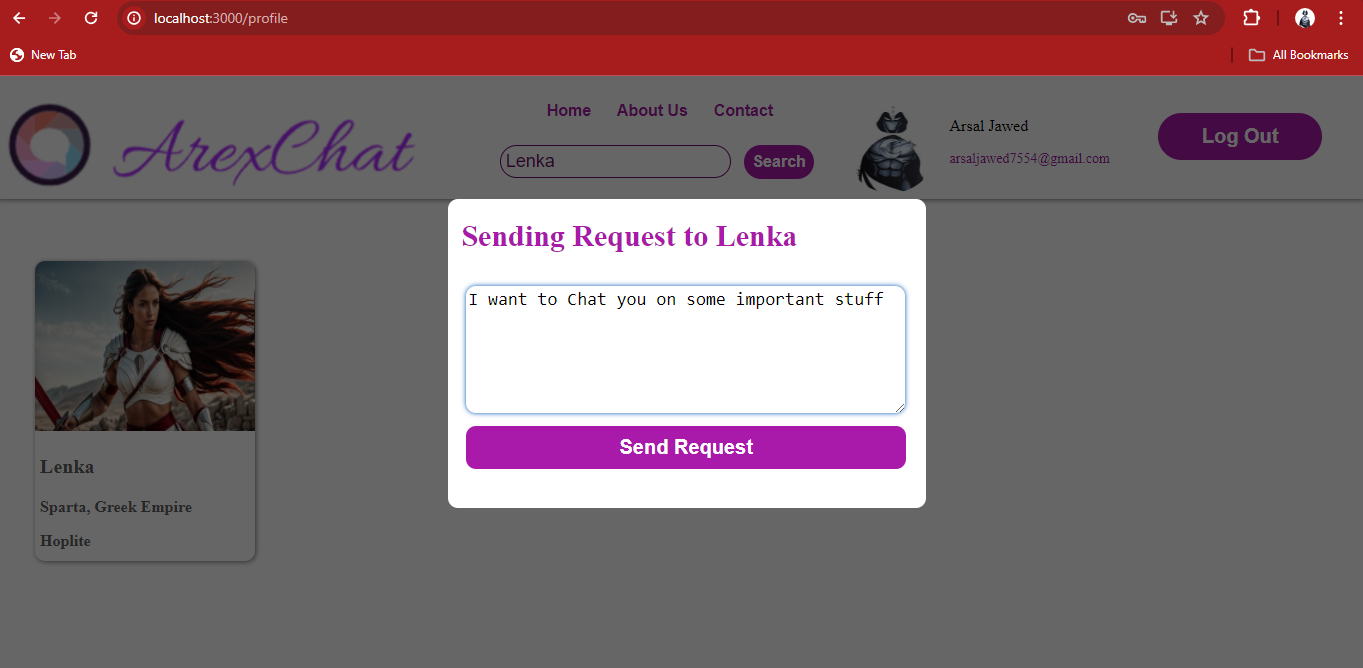 localhost:3000/profile
New Tab
All Bookmarks
ArexChat
Home About Us Contact
Lenka
Search
Arsal Jawed
arsaljawed7554@gmail.com
Log Out
Sending Request to Lenka
I want to Chat you on some important stuff
Send Request
Lenka
Sparta, Greek Empire
Hoplite